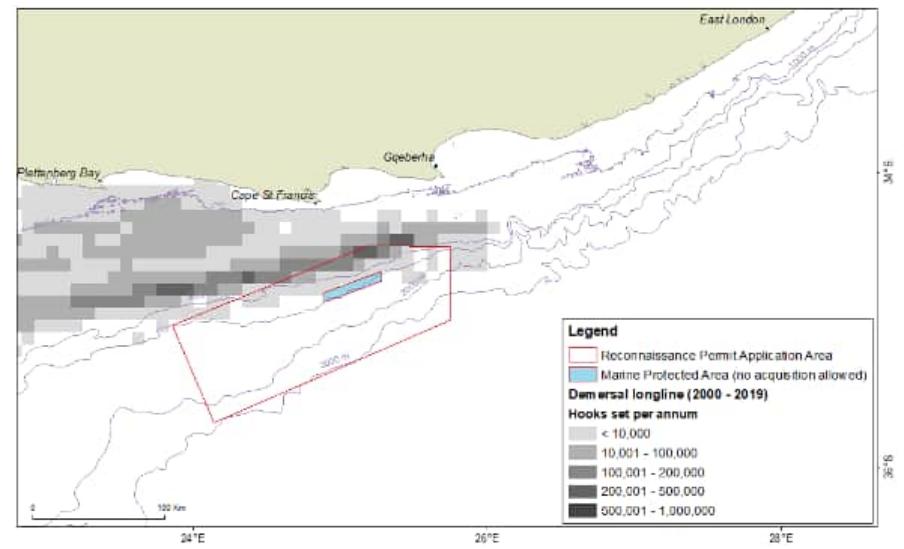 East London
Gqeberha
Plettenberg Bay
Cape St Francis
34°S
3000 m
Legend
Reconnaissance Permit Application Area
Marine Protected Area (no acquisition allowed)
Demersal longline (2000 - 2019)
Hooks set per annum
< 10,000
10,001 - 100,000
100,001 - 200,000
200,001 - 500,000
500,001 - 1,000,000
36°S
0 100 Km
24°E 26°E 28°E